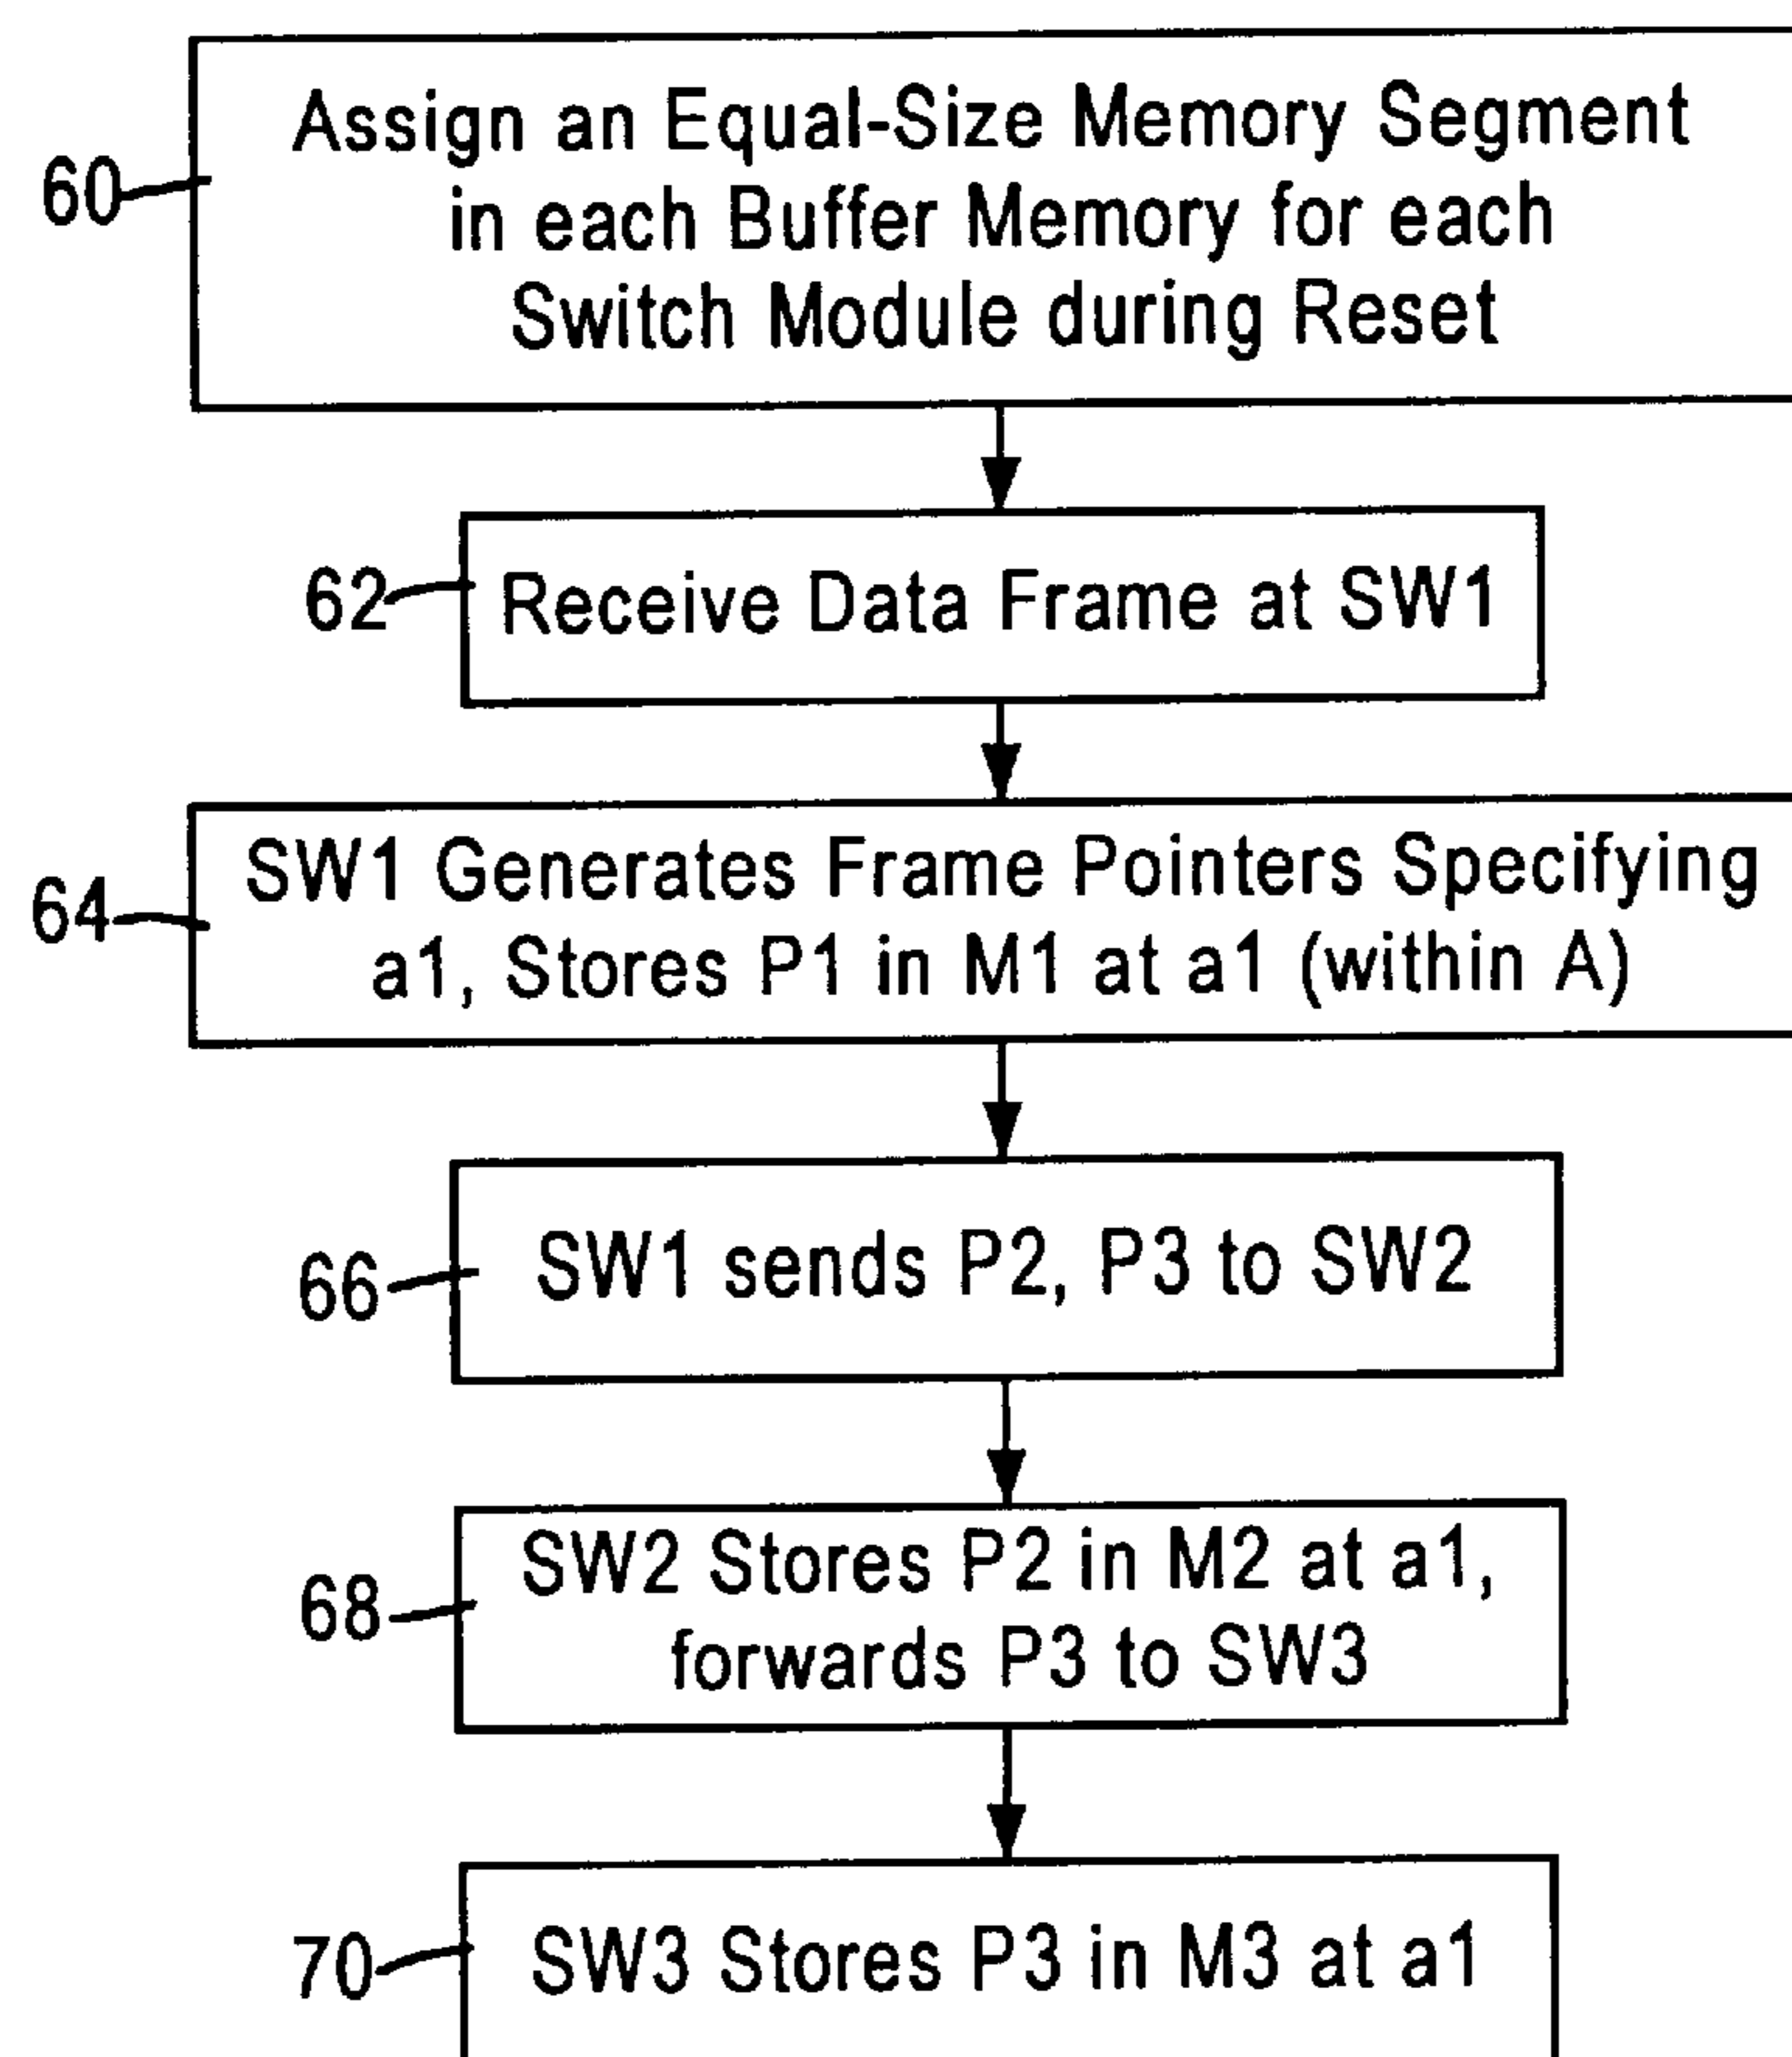 Assign an Equal-Size Memory Segment
60
in each Buffer Memory for each
Switch Module during Reset
62
Receive Data Frame at SW1
SW1 Generates Frame Pointers Specifying
64
a1, Stores P1 in M1 at a1 (within A)
66
SW1 sends P2, P3 to SW2
SW2 Stores P2 in M2 at a1,
68
forwards P3 to SW3
70
SW3 Stores P3 in M3 at a1